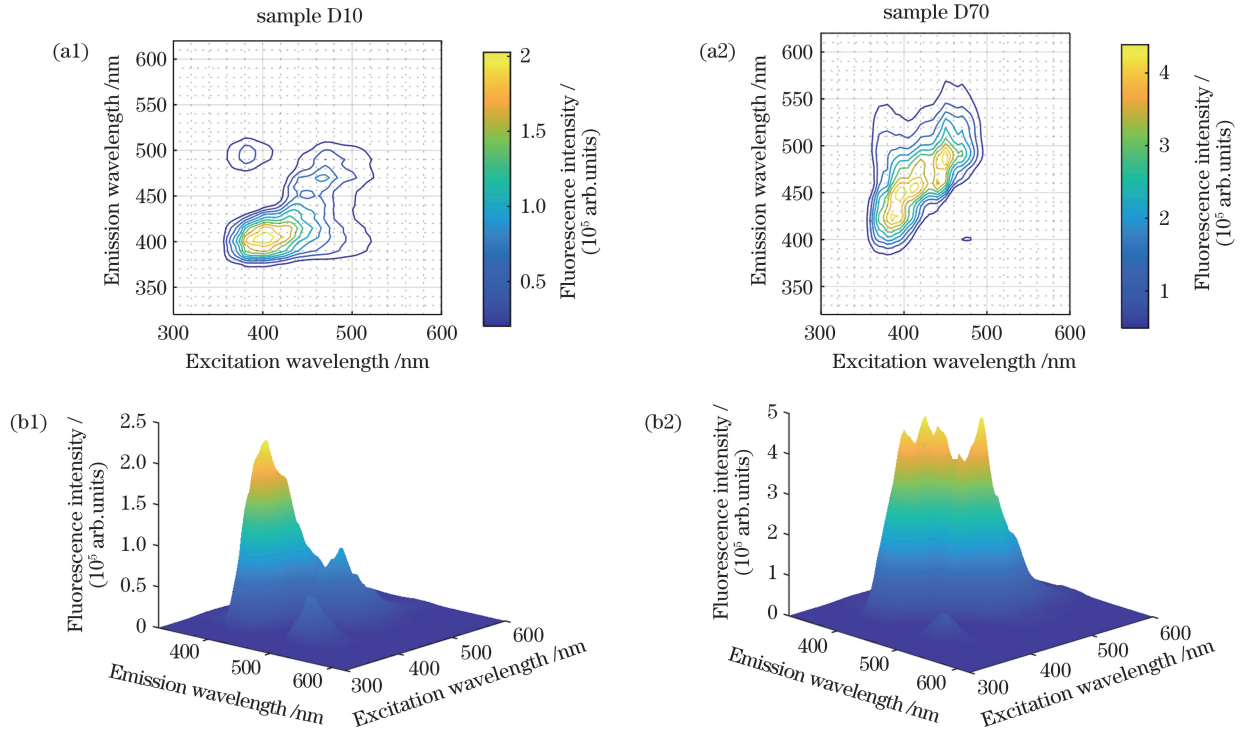 sample D10
(a1)
Emission wavelength /nm
600
550
500
450
400
350
300 400 500 600
Excitation wavelength /nm
2
1.5
1.0
0.5
Fluorescence intensity /
(10⁵ arb.units)
sample D70
(a2)
Emission wavelength /nm
600
550
500
450
400
350
300 400 500 600
Excitation wavelength /nm
4
3
2
1
Fluorescence intensity /
(10⁵ arb.units)
(b1)
Fluorescence intensity /
(10⁵ arb.units)
2.5
2.0
1.5
1.0
0.5
0
400
500
600
Emission wavelength /nm
300
400
500
600
Excitation wavelength /nm
(b2)
Fluorescence intensity /
(10⁵ arb.units)
5
4
3
2
1
0
400
500
600
Emission wavelength /nm
300
400
500
600
Excitation wavelength /nm